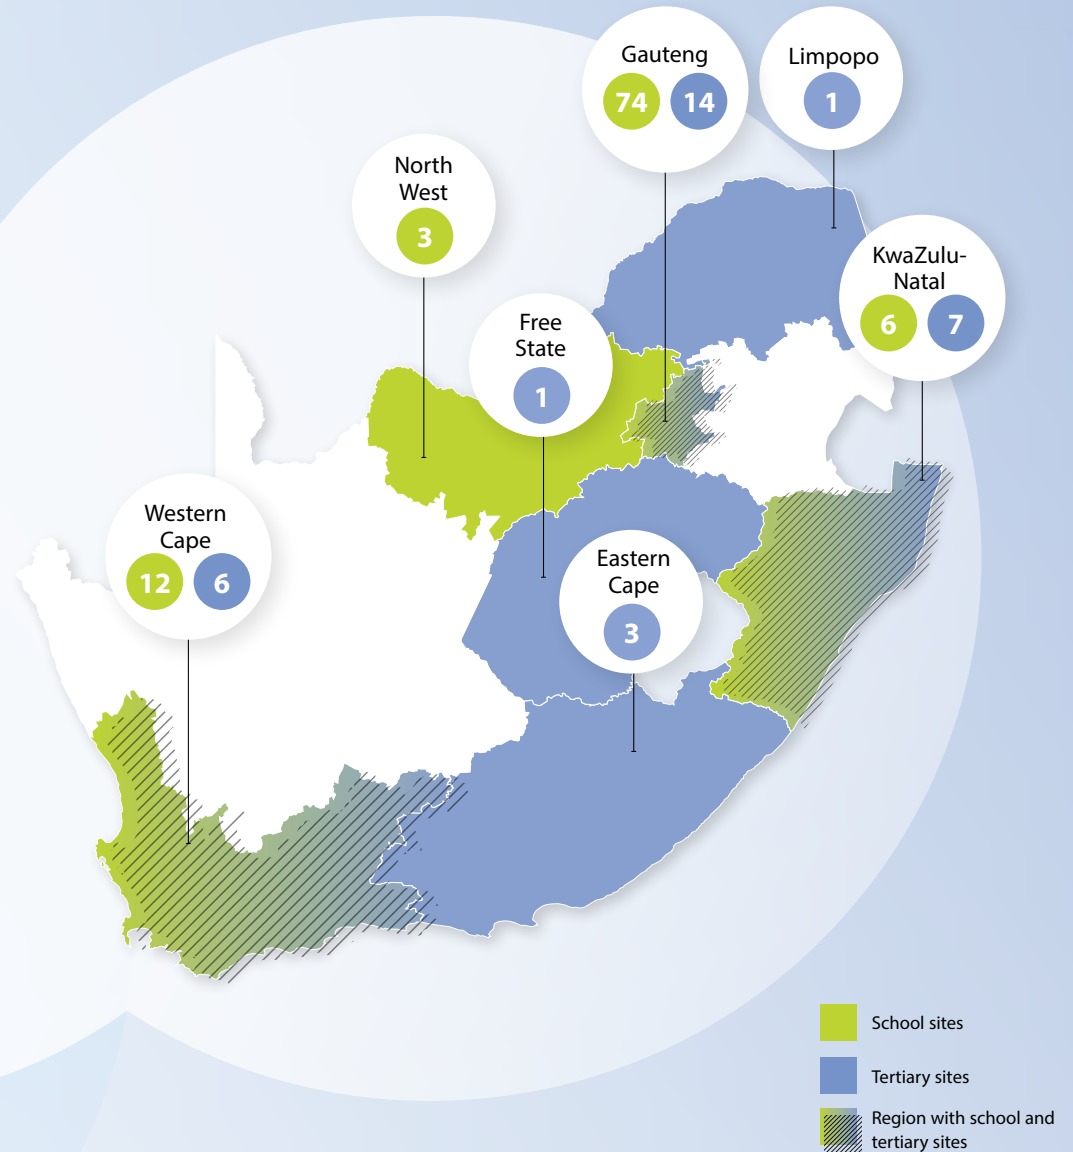 Gauteng
74 14
Limpopo
1
North
West
3
KwaZulu-
Natal
6 7
Free
State
1
Western
Cape
12 6
Eastern
Cape
3
School sites
Tertiary sites
Region with school and
tertiary sites